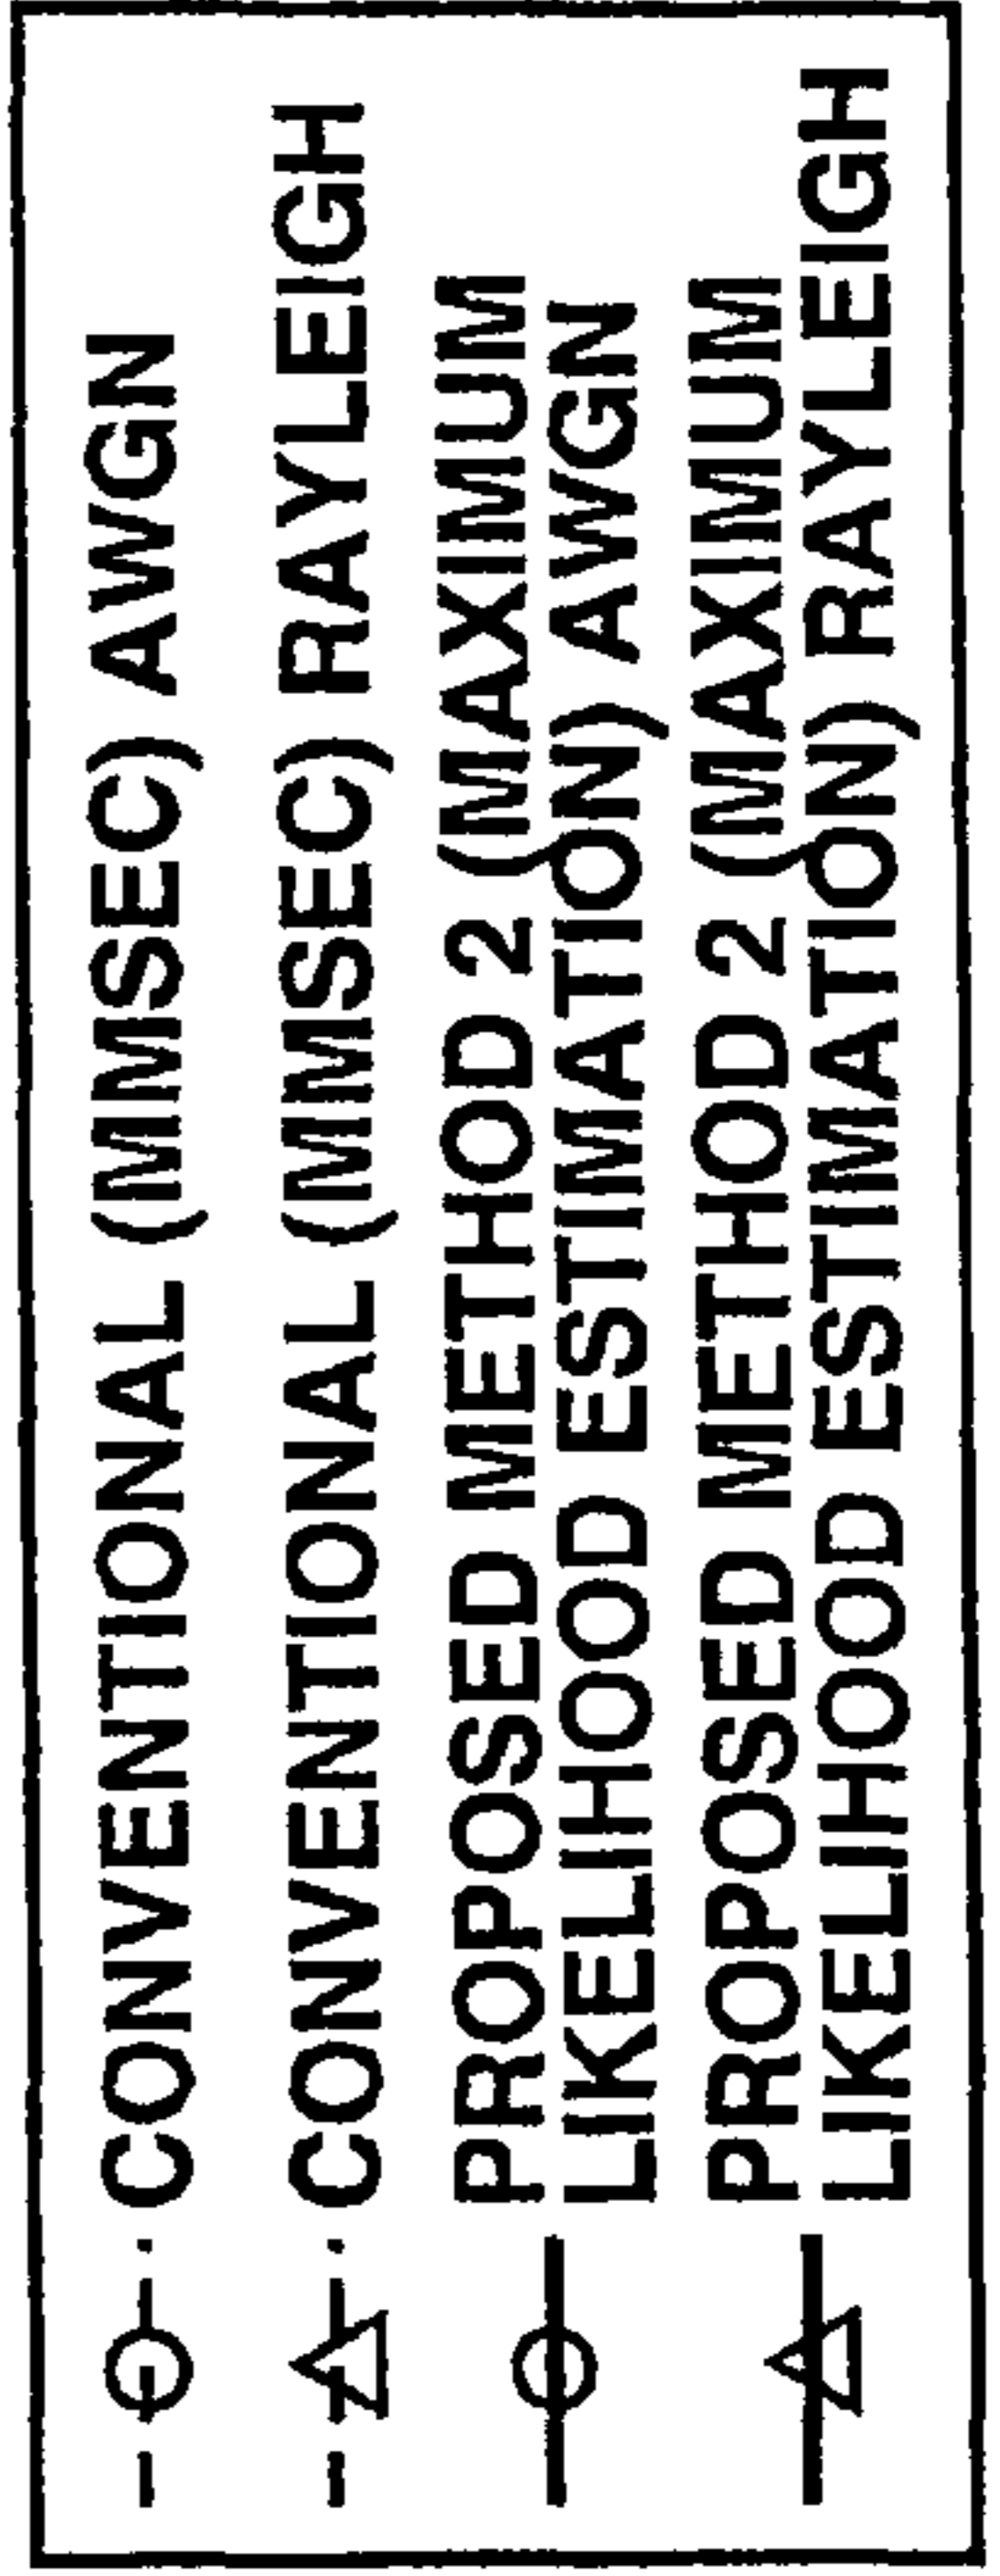 CONVENTIONAL (MMSEC) AWGN
CONVENTIONAL (MMSEC) RAYLEIGH
PROPOSED METHOD 2 (MAXIMUM
LIKELIHOOD ESTIMATION) AWGN
PROPOSED METHOD 2 (MAXIMUM
LIKELIHOOD ESTIMATION) RAYLEIGH